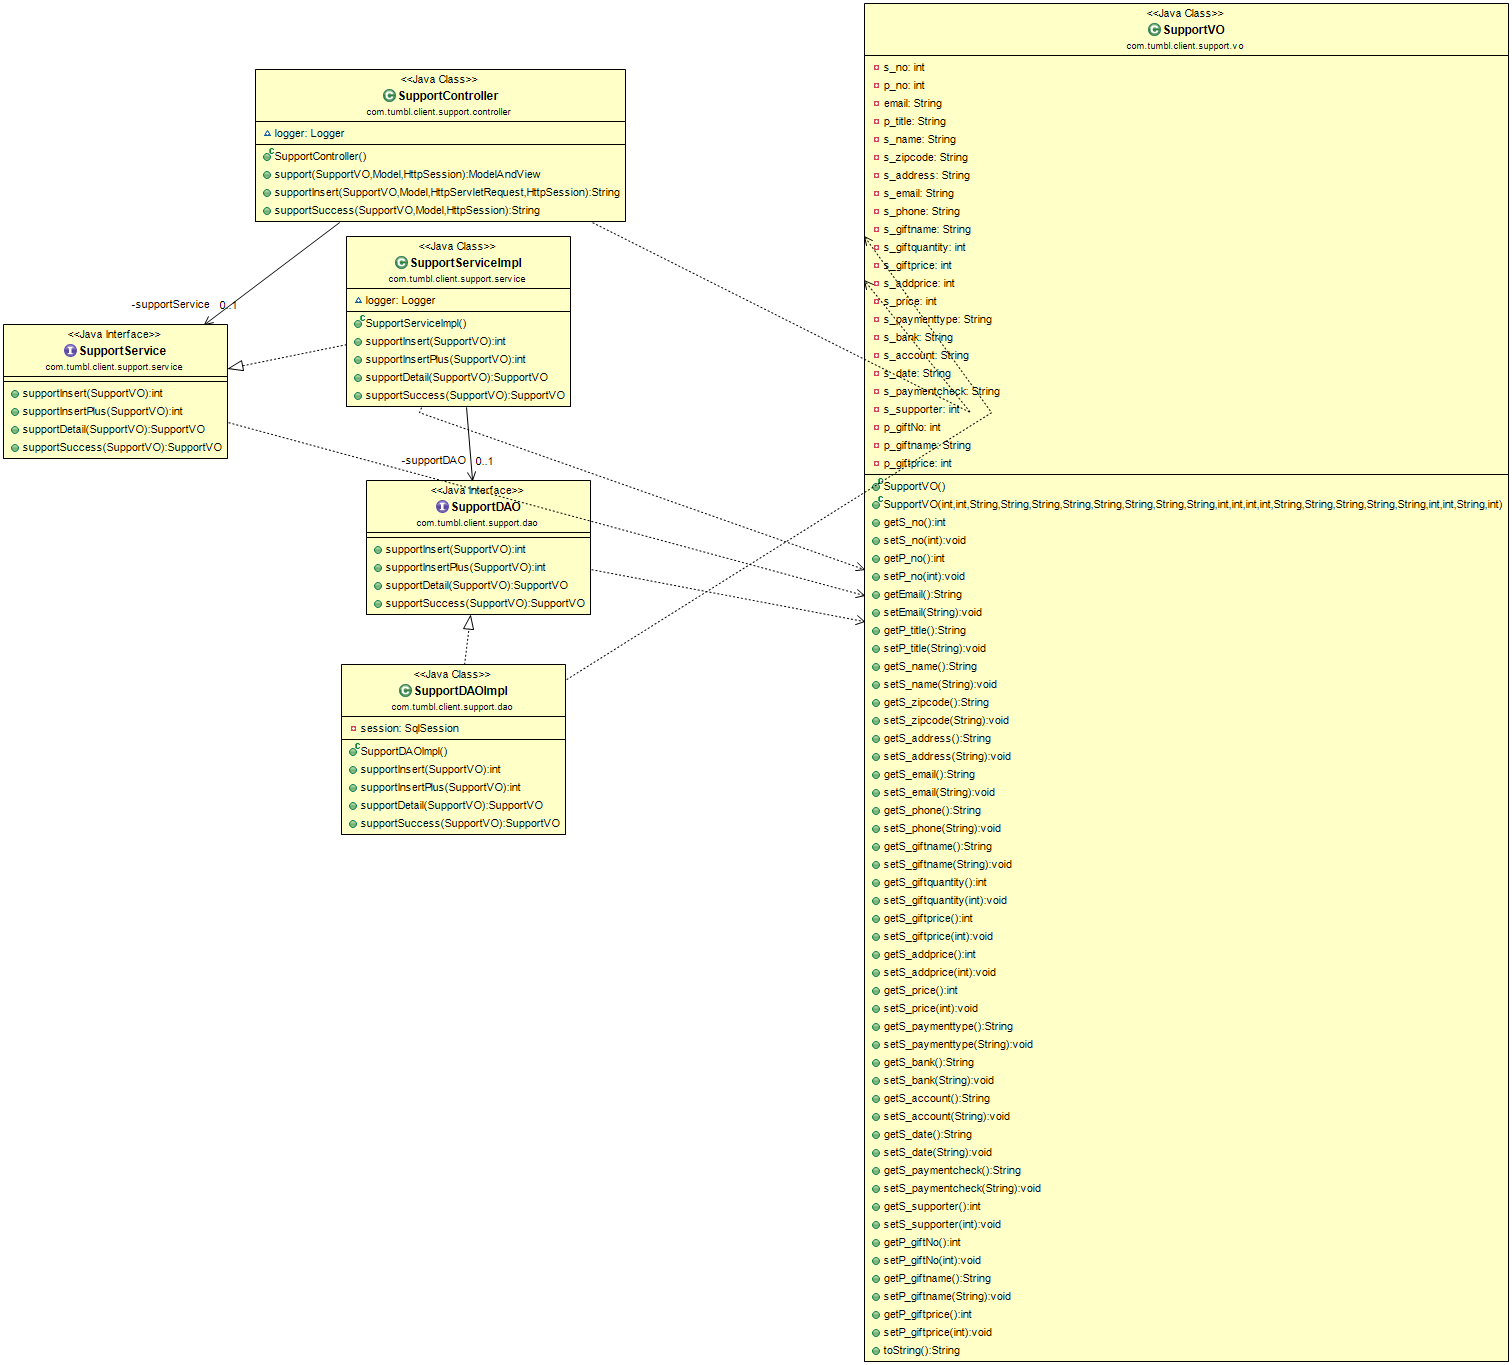 <<Java Class>>
SupportController
com.tumbl.client.support.controller
logger: Logger
SupportController()
support(SupportVO,Model,HttpSession):ModelAndView
supportInsert(SupportVO,Model,HttpServletRequest,HttpSession):String
supportSuccess(SupportVO,Model,HttpSession):String
<<Java Class>>
SupportServiceImpl
com.tumbl.client.support.service
logger: Logger
SupportServiceImpl()
supportInsert(SupportVO):int
supportInsertPlus(SupportVO):int
supportDetail(SupportVO):SupportVO
supportSuccess(SupportVO):SupportVO
-supportService 0..1
<<Java Interface>>
SupportService
com.tumbl.client.support.service
supportInsert(SupportVO):int
supportInsertPlus(SupportVO):int
supportDetail(SupportVO):SupportVO
supportSuccess(SupportVO):SupportVO
-supportDAO 0..1
<<Java Interface>>
SupportDAO
com.tumbl.client.support.dao
supportInsert(SupportVO):int
supportInsertPlus(SupportVO):int
supportDetail(SupportVO):SupportVO
supportSuccess(SupportVO):SupportVO
<<Java Class>>
SupportDAOImpl
com.tumbl.client.support.dao
session: SqlSession
SupportDAOImpl()
supportInsert(SupportVO):int
supportInsertPlus(SupportVO):int
supportDetail(SupportVO):SupportVO
supportSuccess(SupportVO):SupportVO
<<Java Class>>
SupportVO
com.tumbl.client.support.vo
s_no: int
p_no: int
email: String
p_title: String
s_name: String
s_zipcode: String
s_address: String
s_email: String
s_phone: String
s_giftname: String
s_giftquantity: int
s_giftprice: int
s_addprice: int
s_price: int
s_paymenttype: String
s_bank: String
s_account: String
s_date: String
s_paymentcheck: String
s_supporter: int
p_giftNo: int
p_giftname: String
p_giftprice: int
SupportVO()
SupportVO(int,int,String,String,String,String,String,String,String,String,int,int,int,int,String,String,String,String,String,int,int,String,int)
getS_no():int
setS_no(int):void
getP_no():int
setP_no(int):void
getEmail():String
setEmail(String):void
getP_title():String
setP_title(String):void
getS_name():String
setS_name(String):void
getS_zipcode():String
setS_zipcode(String):void
getS_address():String
setS_address(String):void
getS_email():String
setS_email(String):void
getS_phone():String
setS_phone(String):void
getS_giftname():String
setS_giftname(String):void
getS_giftquantity():int
setS_giftquantity(int):void
getS_giftprice():int
setS_giftprice(int):void
getS_addprice():int
setS_addprice(int):void
getS_price():int
setS_price(int):void
getS_paymenttype():String
setS_paymenttype(String):void
getS_bank():String
setS_bank(String):void
getS_account():String
setS_account(String):void
getS_date():String
setS_date(String):void
getS_paymentcheck():String
setS_paymentcheck(String):void
getS_supporter():int
setS_supporter(int):void
getP_giftNo():int
setP_giftNo(int):void
getP_giftname():String
setP_giftname(String):void
getP_giftprice():int
setP_giftprice(int):void
toString():String